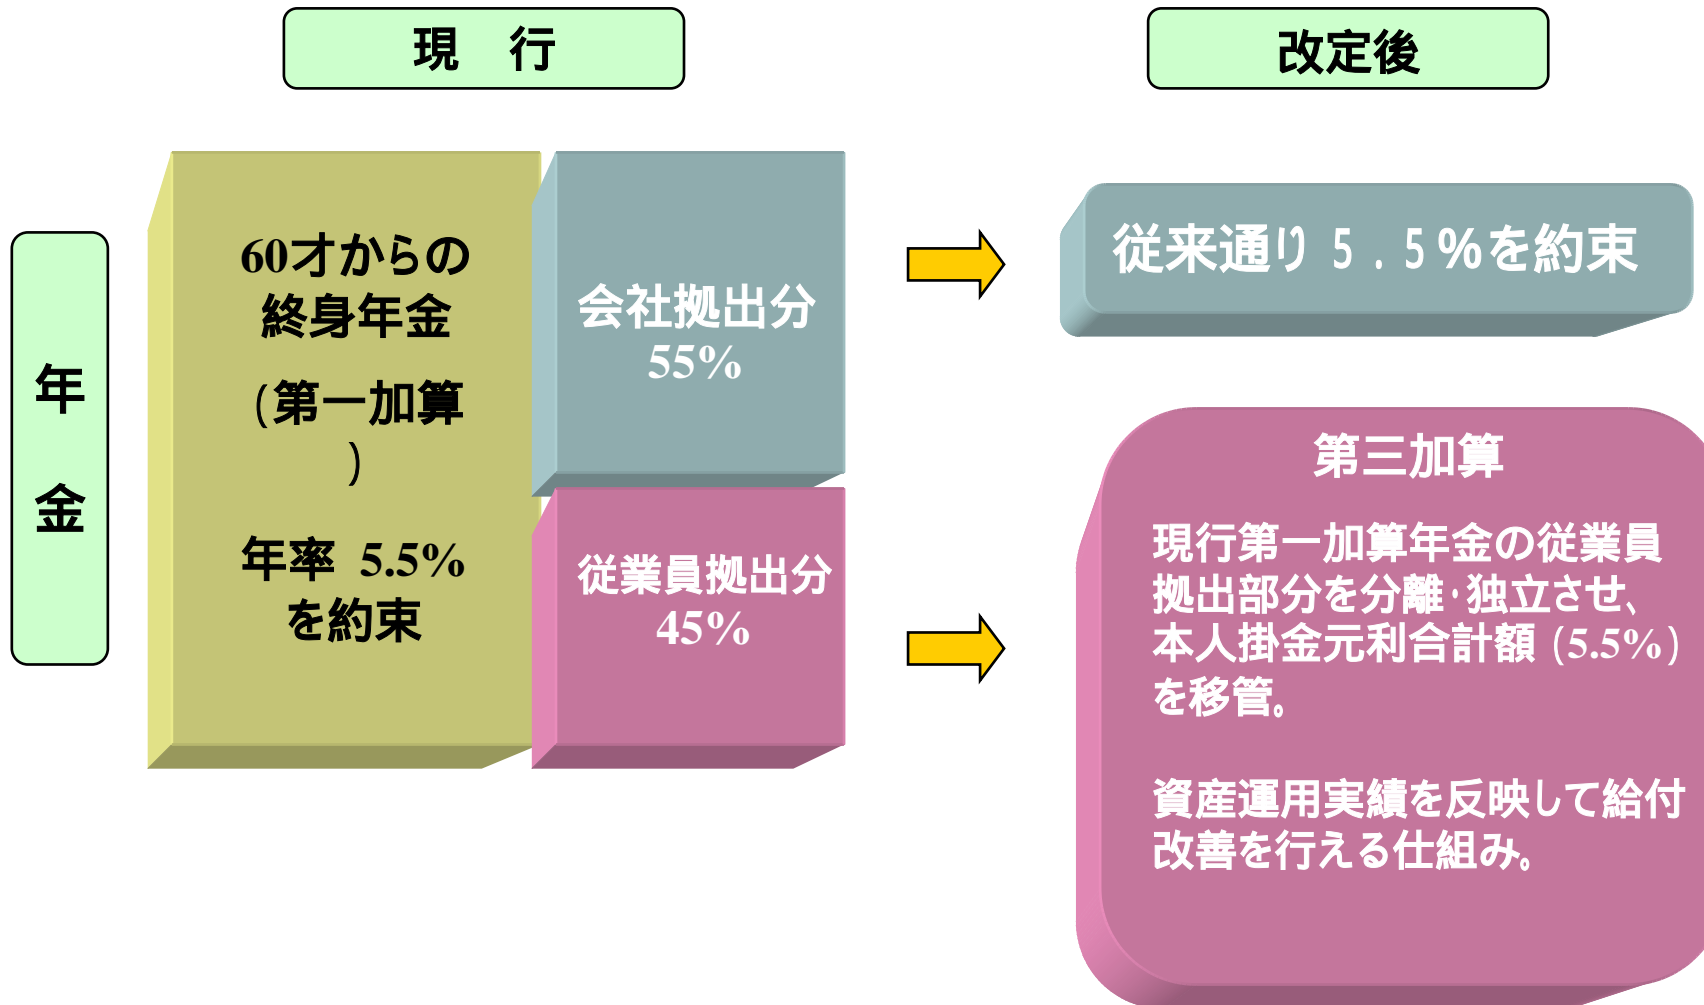 現　行
改定後
年
金
60才からの
終身年金
(第一加算
)
年率 5.5%
を約束
会社拠出分
55%
従業員拠出分
45%
従来通り５．５％を約束
第三加算
現行第一加算年金の従業員
拠出部分を分離・独立させ、
本人掛金元利合計額(5.5%)
を移管。
資産運用実績を反映して給付
改善を行える仕組み。